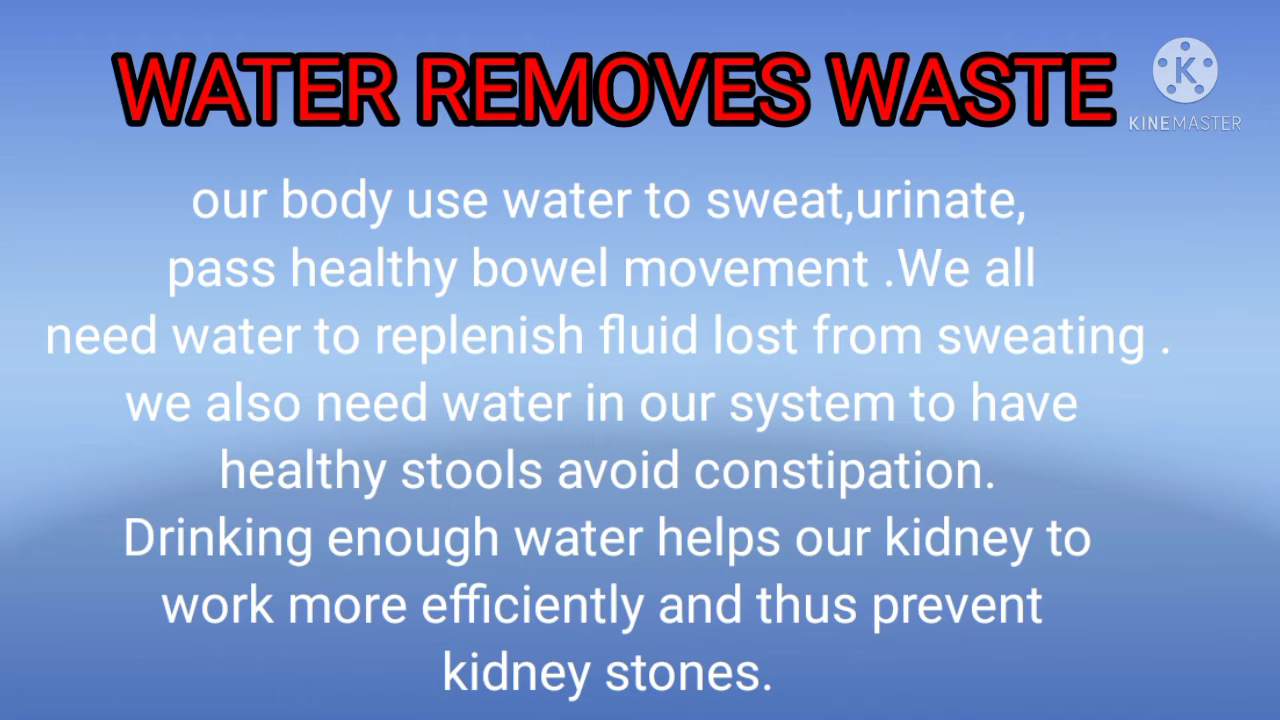 WATER REMOVES WASTE
K
KINEMASTER
our body use water to sweat,urinate,
pass healthy bowel movement .We all
need water to replenish fluid lost from sweating .
we also need water in our system to have
healthy stools avoid constipation.
Drinking enough water helps our kidney to
work more efficiently and thus prevent
kidney stones.